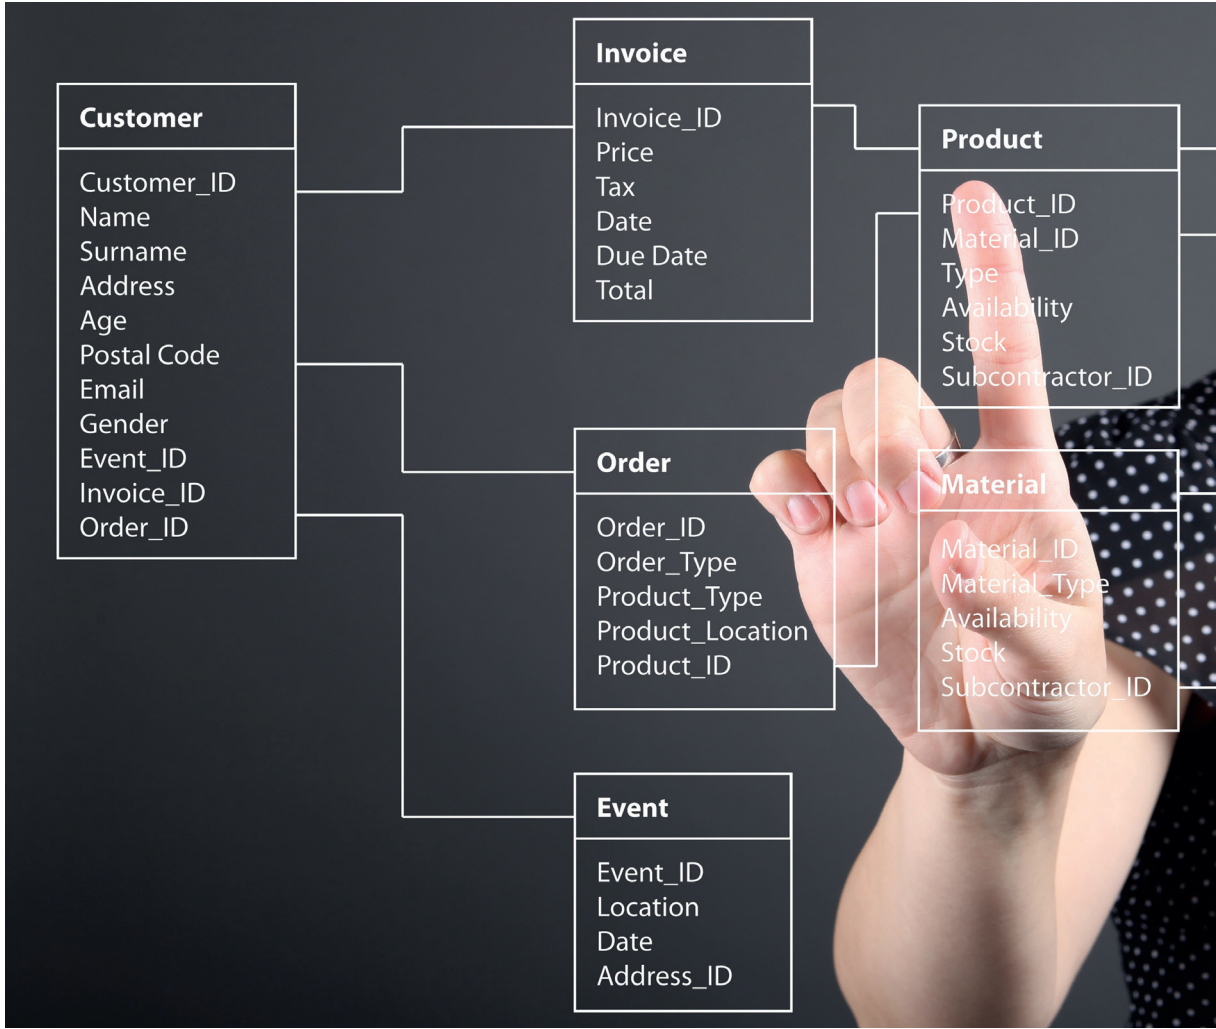 Customer
Customer_ID
Name
Surname
Address
Age
Postal Code
Email
Gender
Event_ID
Invoice_ID
Order_ID
Invoice
Invoice_ID
Price
Tax
Date
Due Date
Total
Order
Order_ID
Order_Type
Product_Type
Product_Location
Product_ID
Event
Event_ID
Location
Date
Address_ID
Product
Product_ID
Material_ID
Type
Availability
Stock
Subcontractor_ID
Material
Material_ID
Material_Type
Availability
Stock
Subcontractor_ID